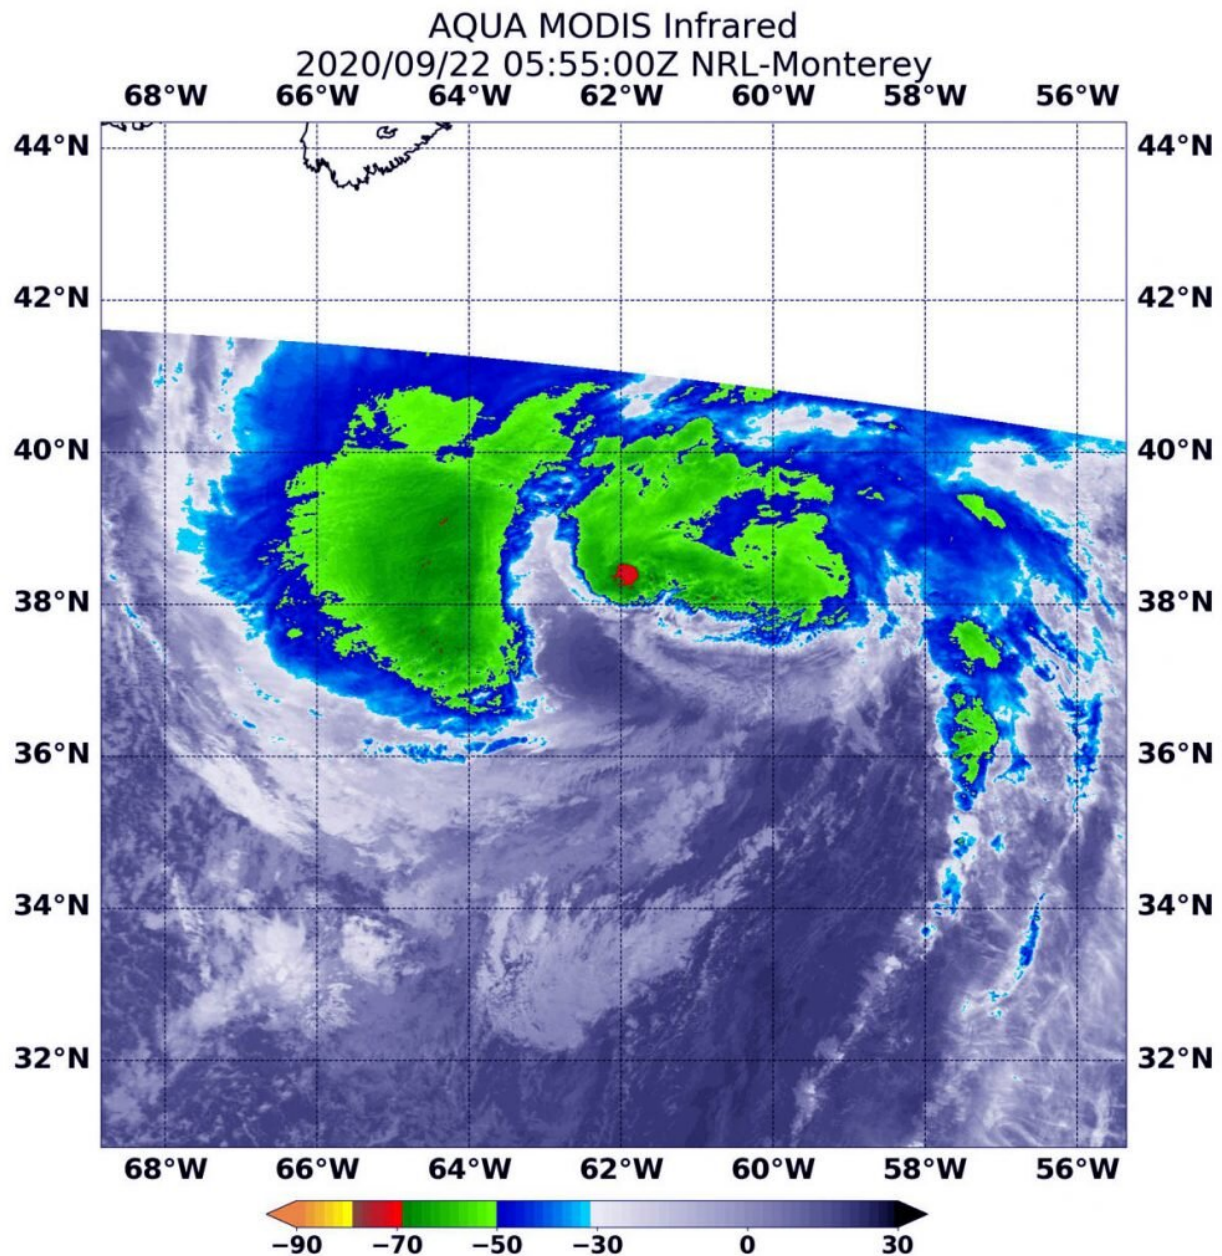 AQUA MODIS Infrared
2020/09/22 05:55:00Z NRL-Monterey
68°W 66°W 64°W 62°W 60°W 58°W 56°W
44°N 44°N
42°N 42°N
40°N 40°N
38°N 38°N
36°N 36°N
34°N 34°N
32°N 32°N
68°W 66°W 64°W 62°W 60°W 58°W 56°W
−90 −70 −50 −30 0 30